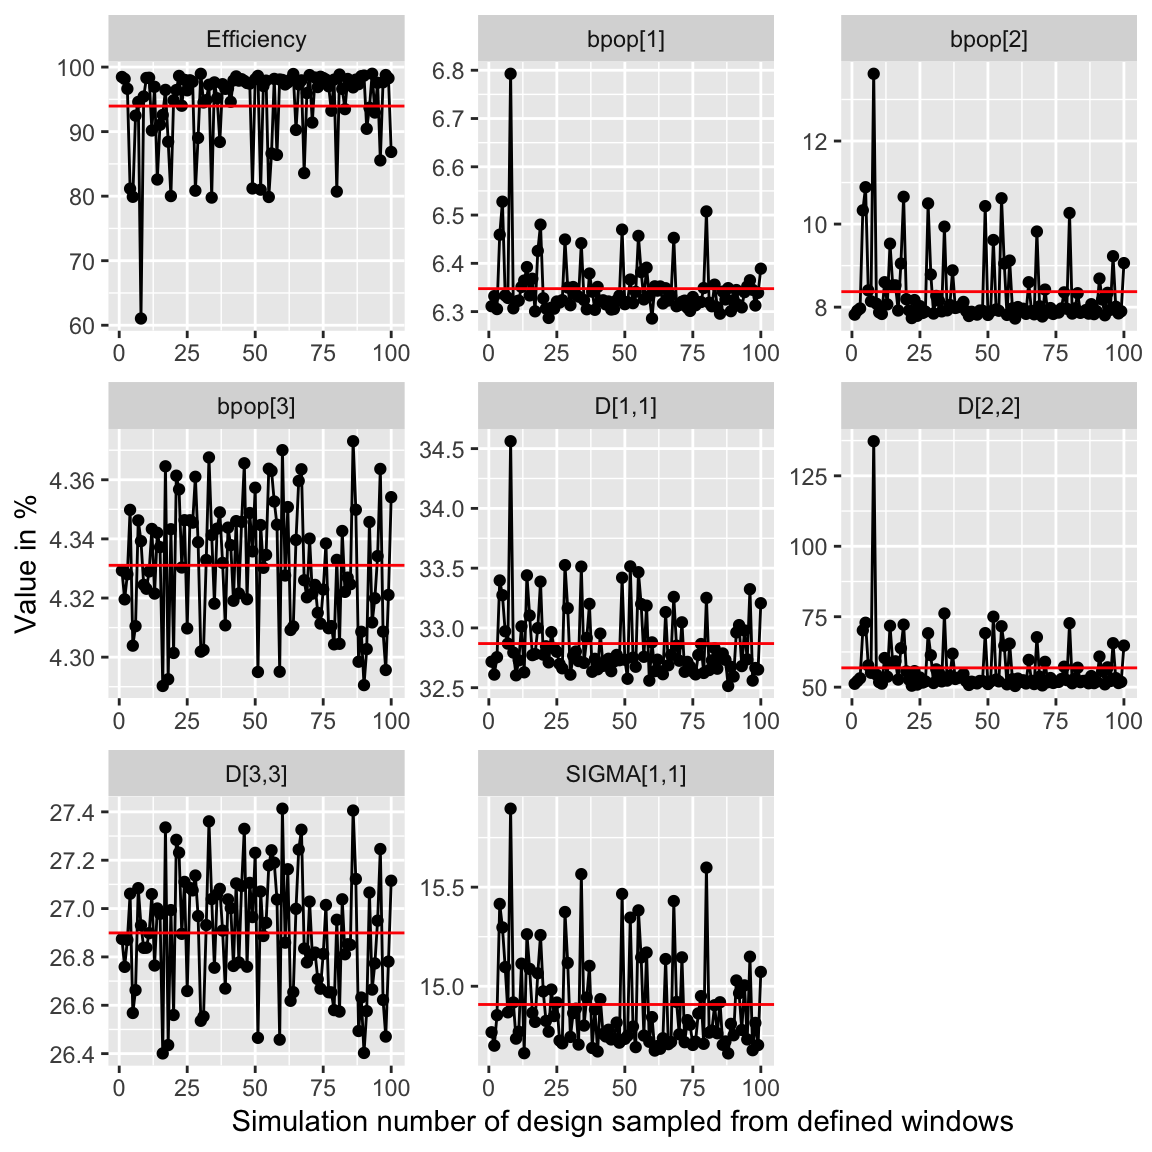 Efficiency
bpop[1]
bpop[2]
100
90
80
70
60
6.8
6.7
6.6
6.5
6.4
6.3
12
10
8
0 25 50 75 100
0 25 50 75 100
0 25 50 75 100
bpop[3]
D[1,1]
D[2,2]
4.36
4.34
4.32
4.30
34.5
34.0
33.5
33.0
32.5
125
100
75
50
0 25 50 75 100
0 25 50 75 100
0 25 50 75 100
D[3,3]
SIGMA[1,1]
27.4
27.2
27.0
26.8
26.6
26.4
15.5
15.0
0 25 50 75 100
0 25 50 75 100
Value in %
Simulation number of design sampled from defined windows